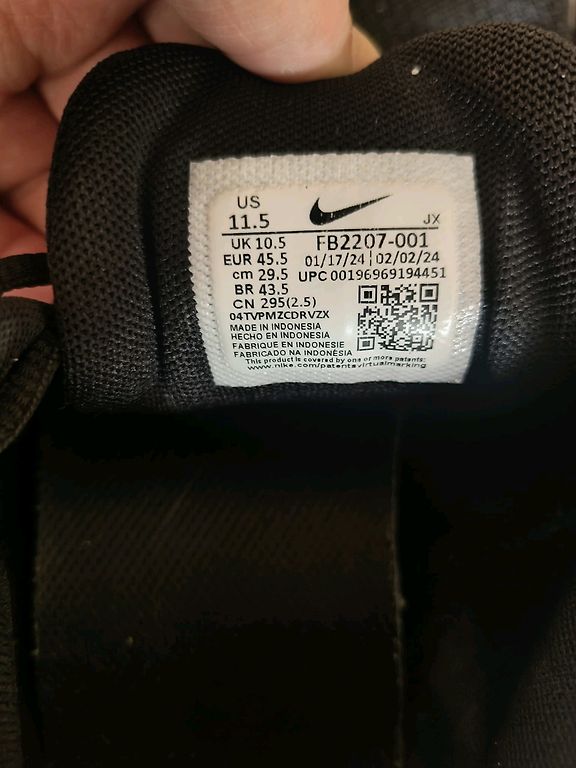 US
11.5
JX
UK 10.5 FB2207-001
EUR 45.5 01/17/24 02/02/24
cm 29.5 UPC 00196969194451
BR 43.5
CN 295(2.5)
04TVPMZCDRVZX
MADE IN INDONESIA
HECHO EN INDONESIA
FABRIQUE EN INDONESIE
FABRICADO NA INDONÉSIA
This product is covered by one or more patents:
www.nike.com/patentsvirtualmarking